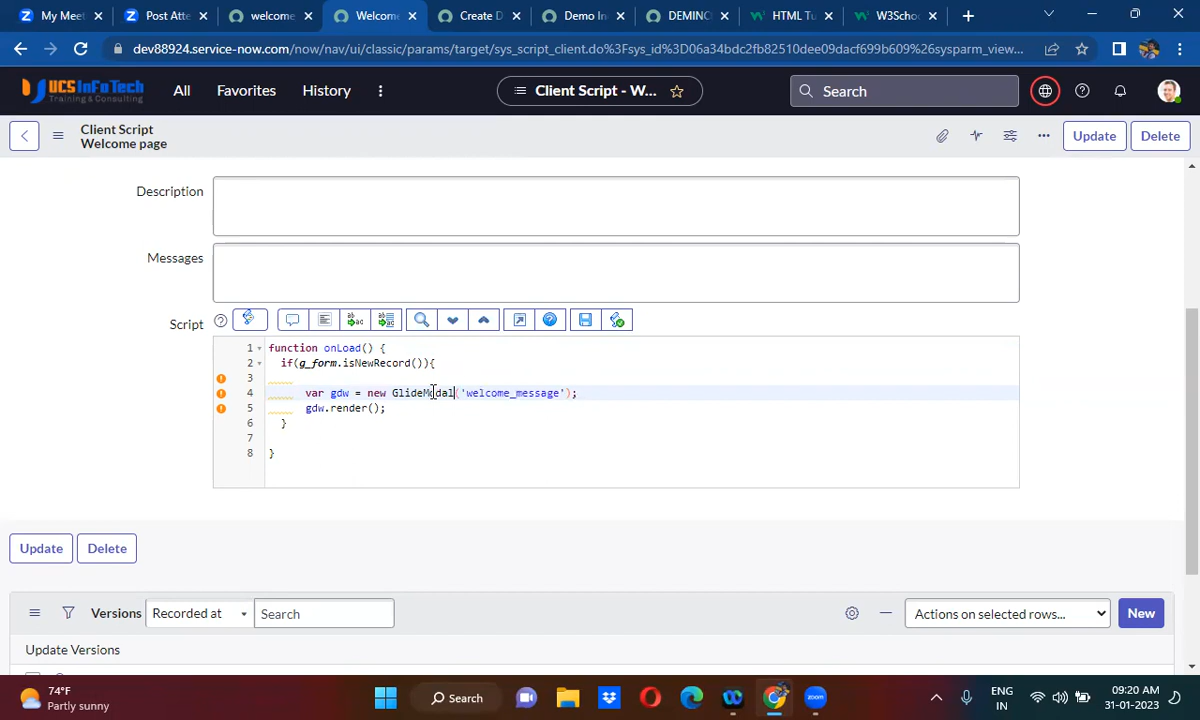 My Meet
Post Atte
welcome
Welcome
Create D
Demo In
DEMINC
HTML Tu
W3Scho
dev88924.service-now.com/now/nav/ui/classic/params/target/sys_script_client.do%3Fsys_id%3D06a34bdc2fb82510dee09dacf699b609%26sysparm_view...
UCS InFoTech
Training & Consulting
All
Favorites
History
Client Script - W...
Search
Client Script
Welcome page
Update
Delete
Description
Messages
Script
1 function onLoad() {
2 if(g_form.isNewRecord()){
3
4 var gdw = new GlideModal('welcome_message');
5 gdw.render();
6 }
7
8 }
Update
Delete
Versions
Recorded at
Search
Actions on selected rows...
New
Update Versions
74°F
Partly sunny
Search
ENG
IN
09:20 AM
31-01-2023